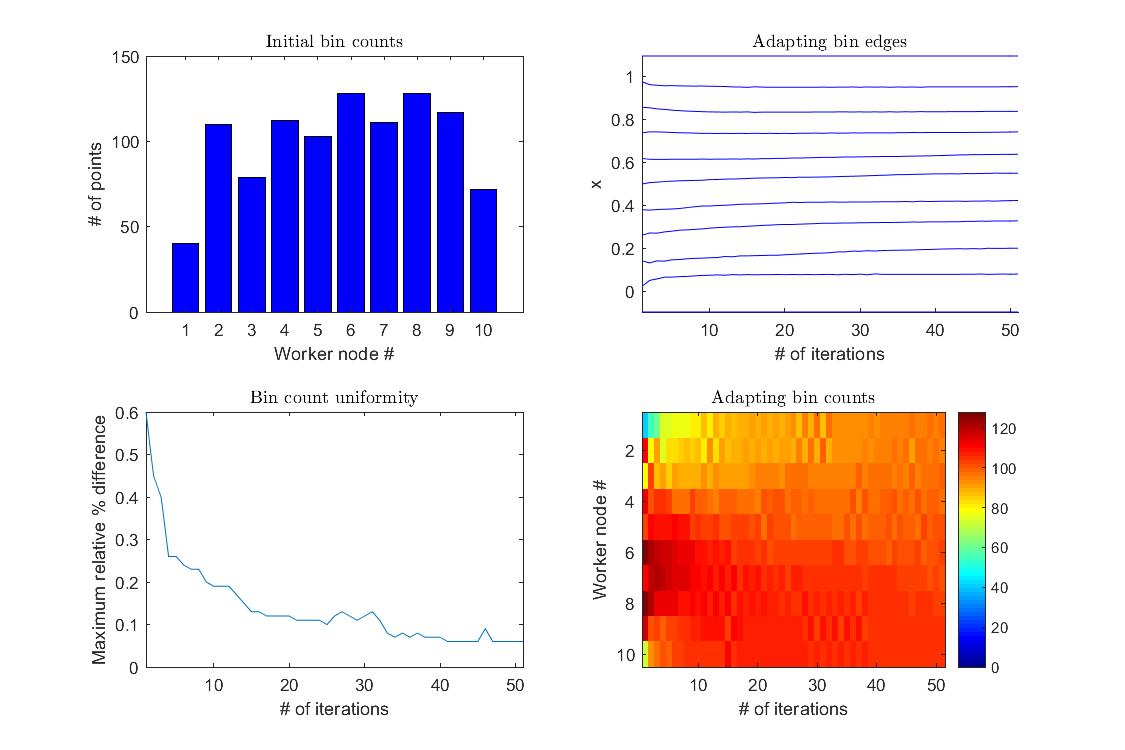 Initial bin counts
150
100
50
0
# of points
1 2 3 4 5 6 7 8 9 10
Worker node #
Adapting bin edges
1
0.8
0.6
0.4
0.2
0
x
10 20 30 40 50
# of iterations
Bin count uniformity
0.6
0.5
0.4
0.3
0.2
0.1
0
Maximum relative % difference
10 20 30 40 50
# of iterations
Adapting bin counts
2
4
6
8
10
Worker node #
10 20 30 40 50
# of iterations
120
100
80
60
40
20
0